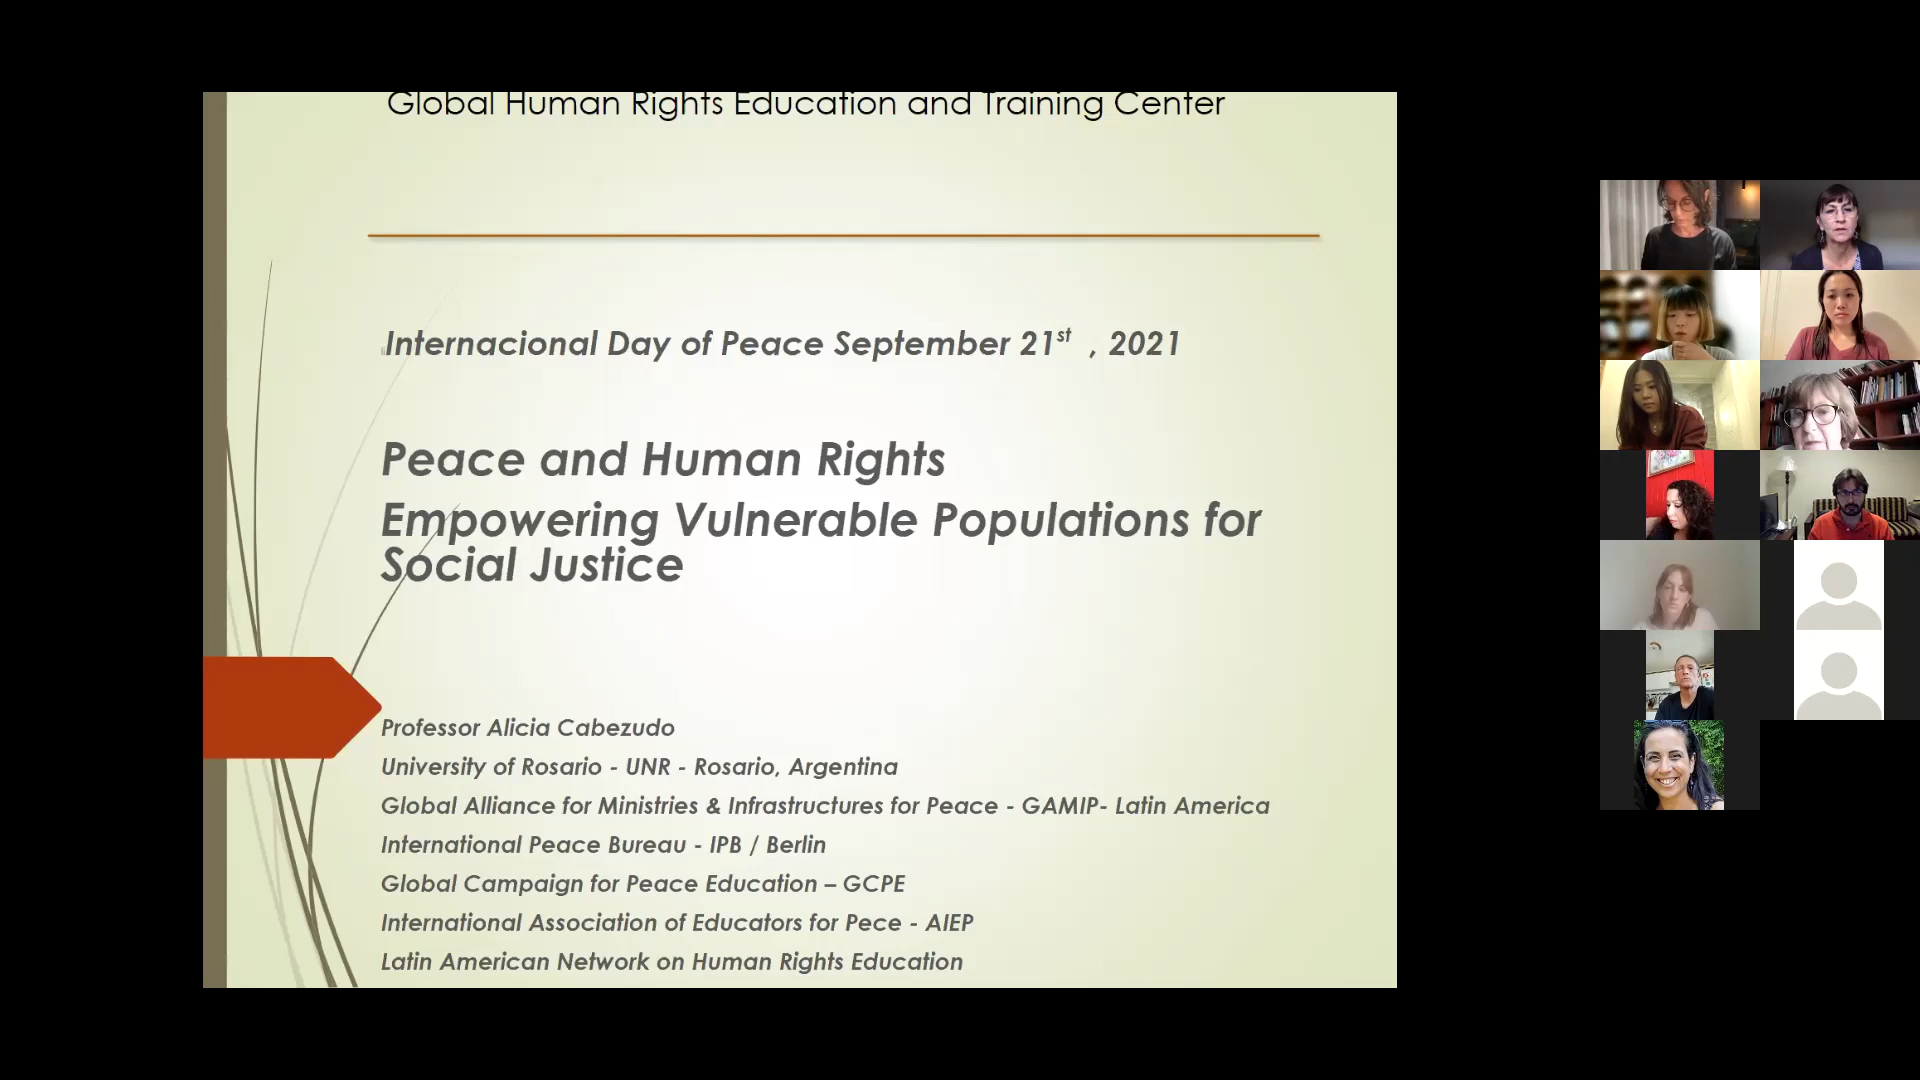 Global Human Rights Education and Training Center
Internacional Day of Peace September 21st , 2021
Peace and Human Rights
Empowering Vulnerable Populations for
Social Justice
Professor Alicia Cabezudo
University of Rosario - UNR - Rosario, Argentina
Global Alliance for Ministries & Infrastructures for Peace - GAMIP- Latin America
International Peace Bureau - IPB / Berlin
Global Campaign for Peace Education – GCPE
International Association of Educators for Pece - AIEP
Latin American Network on Human Rights Education